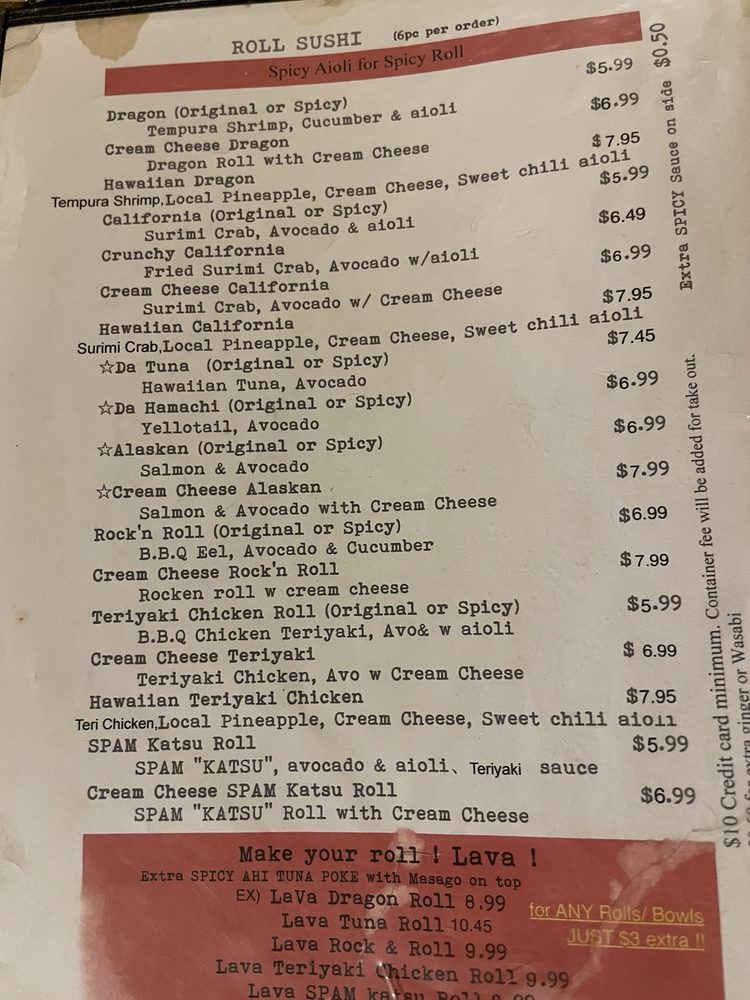 ROLL SUSHI (6pc per order)
Spicy Aioli for Spicy Roll
Dragon (Original or Spicy) $5.99
Tempura Shrimp, Cucumber & aioli
Cream Cheese Dragon $6.99
Dragon Roll with Cream Cheese
Hawaiian Dragon $7.95
Tempura Shrimp,Local Pineapple, Cream Cheese, Sweet chili aioli
California (Original or Spicy) $5.99
Surimi Crab, Avocado & aioli
Crunchy California $6.49
Fried Surimi Crab, Avocado w/aioli
Cream Cheese California $6.99
Surimi Crab, Avocado w/ Cream Cheese
Hawaiian California $7.95
Surimi Crab,Local Pineapple, Cream Cheese, Sweet chili aioli
☆Da Tuna (Original or Spicy) $7.45
Hawaiian Tuna, Avocado
☆Da Hamachi (Original or Spicy) $6.99
Yellotail, Avocado
☆Alaskan (Original or Spicy) $6.99
Salmon & Avocado
☆Cream Cheese Alaskan $7.99
Salmon & Avocado with Cream Cheese
Rock'n Roll (Original or Spicy) $6.99
B.B.Q Eel, Avocado & Cucumber
Cream Cheese Rock'n Roll $7.99
Rocken roll w cream cheese
Teriyaki Chicken Roll (Original or Spicy) $5.99
B.B.Q Chicken Teriyaki, Avo& w aioli
Cream Cheese Teriyaki $ 6.99
Teriyaki Chicken, Avo w Cream Cheese
Hawaiian Teriyaki Chicken $7.95
Teri Chicken,Local Pineapple, Cream Cheese, Sweet chili aioli
SPAM Katsu Roll $5.99
SPAM "KATSU", avocado & aioli、Teriyaki sauce
Cream Cheese SPAM Katsu Roll $6.99
SPAM "KATSU" Roll with Cream Cheese
Make your roll ! Lava !
Extra SPICY AHI TUNA POKE with Masago on top
EX) LaVa Dragon Roll 8.99
Lava Tuna Roll 10.45
Lava Rock & Roll 9.99
Lava Teriyaki Chicken Roll 9.99
Lava SPAM katsu Roll
for ANY Rolls/ Bowls
JUST $3 extra !!
Extra SPICY Sauce on side $0.50
$10 Credit card minimum. Container fee will be added for take out.
for extra ginger or Wasabi